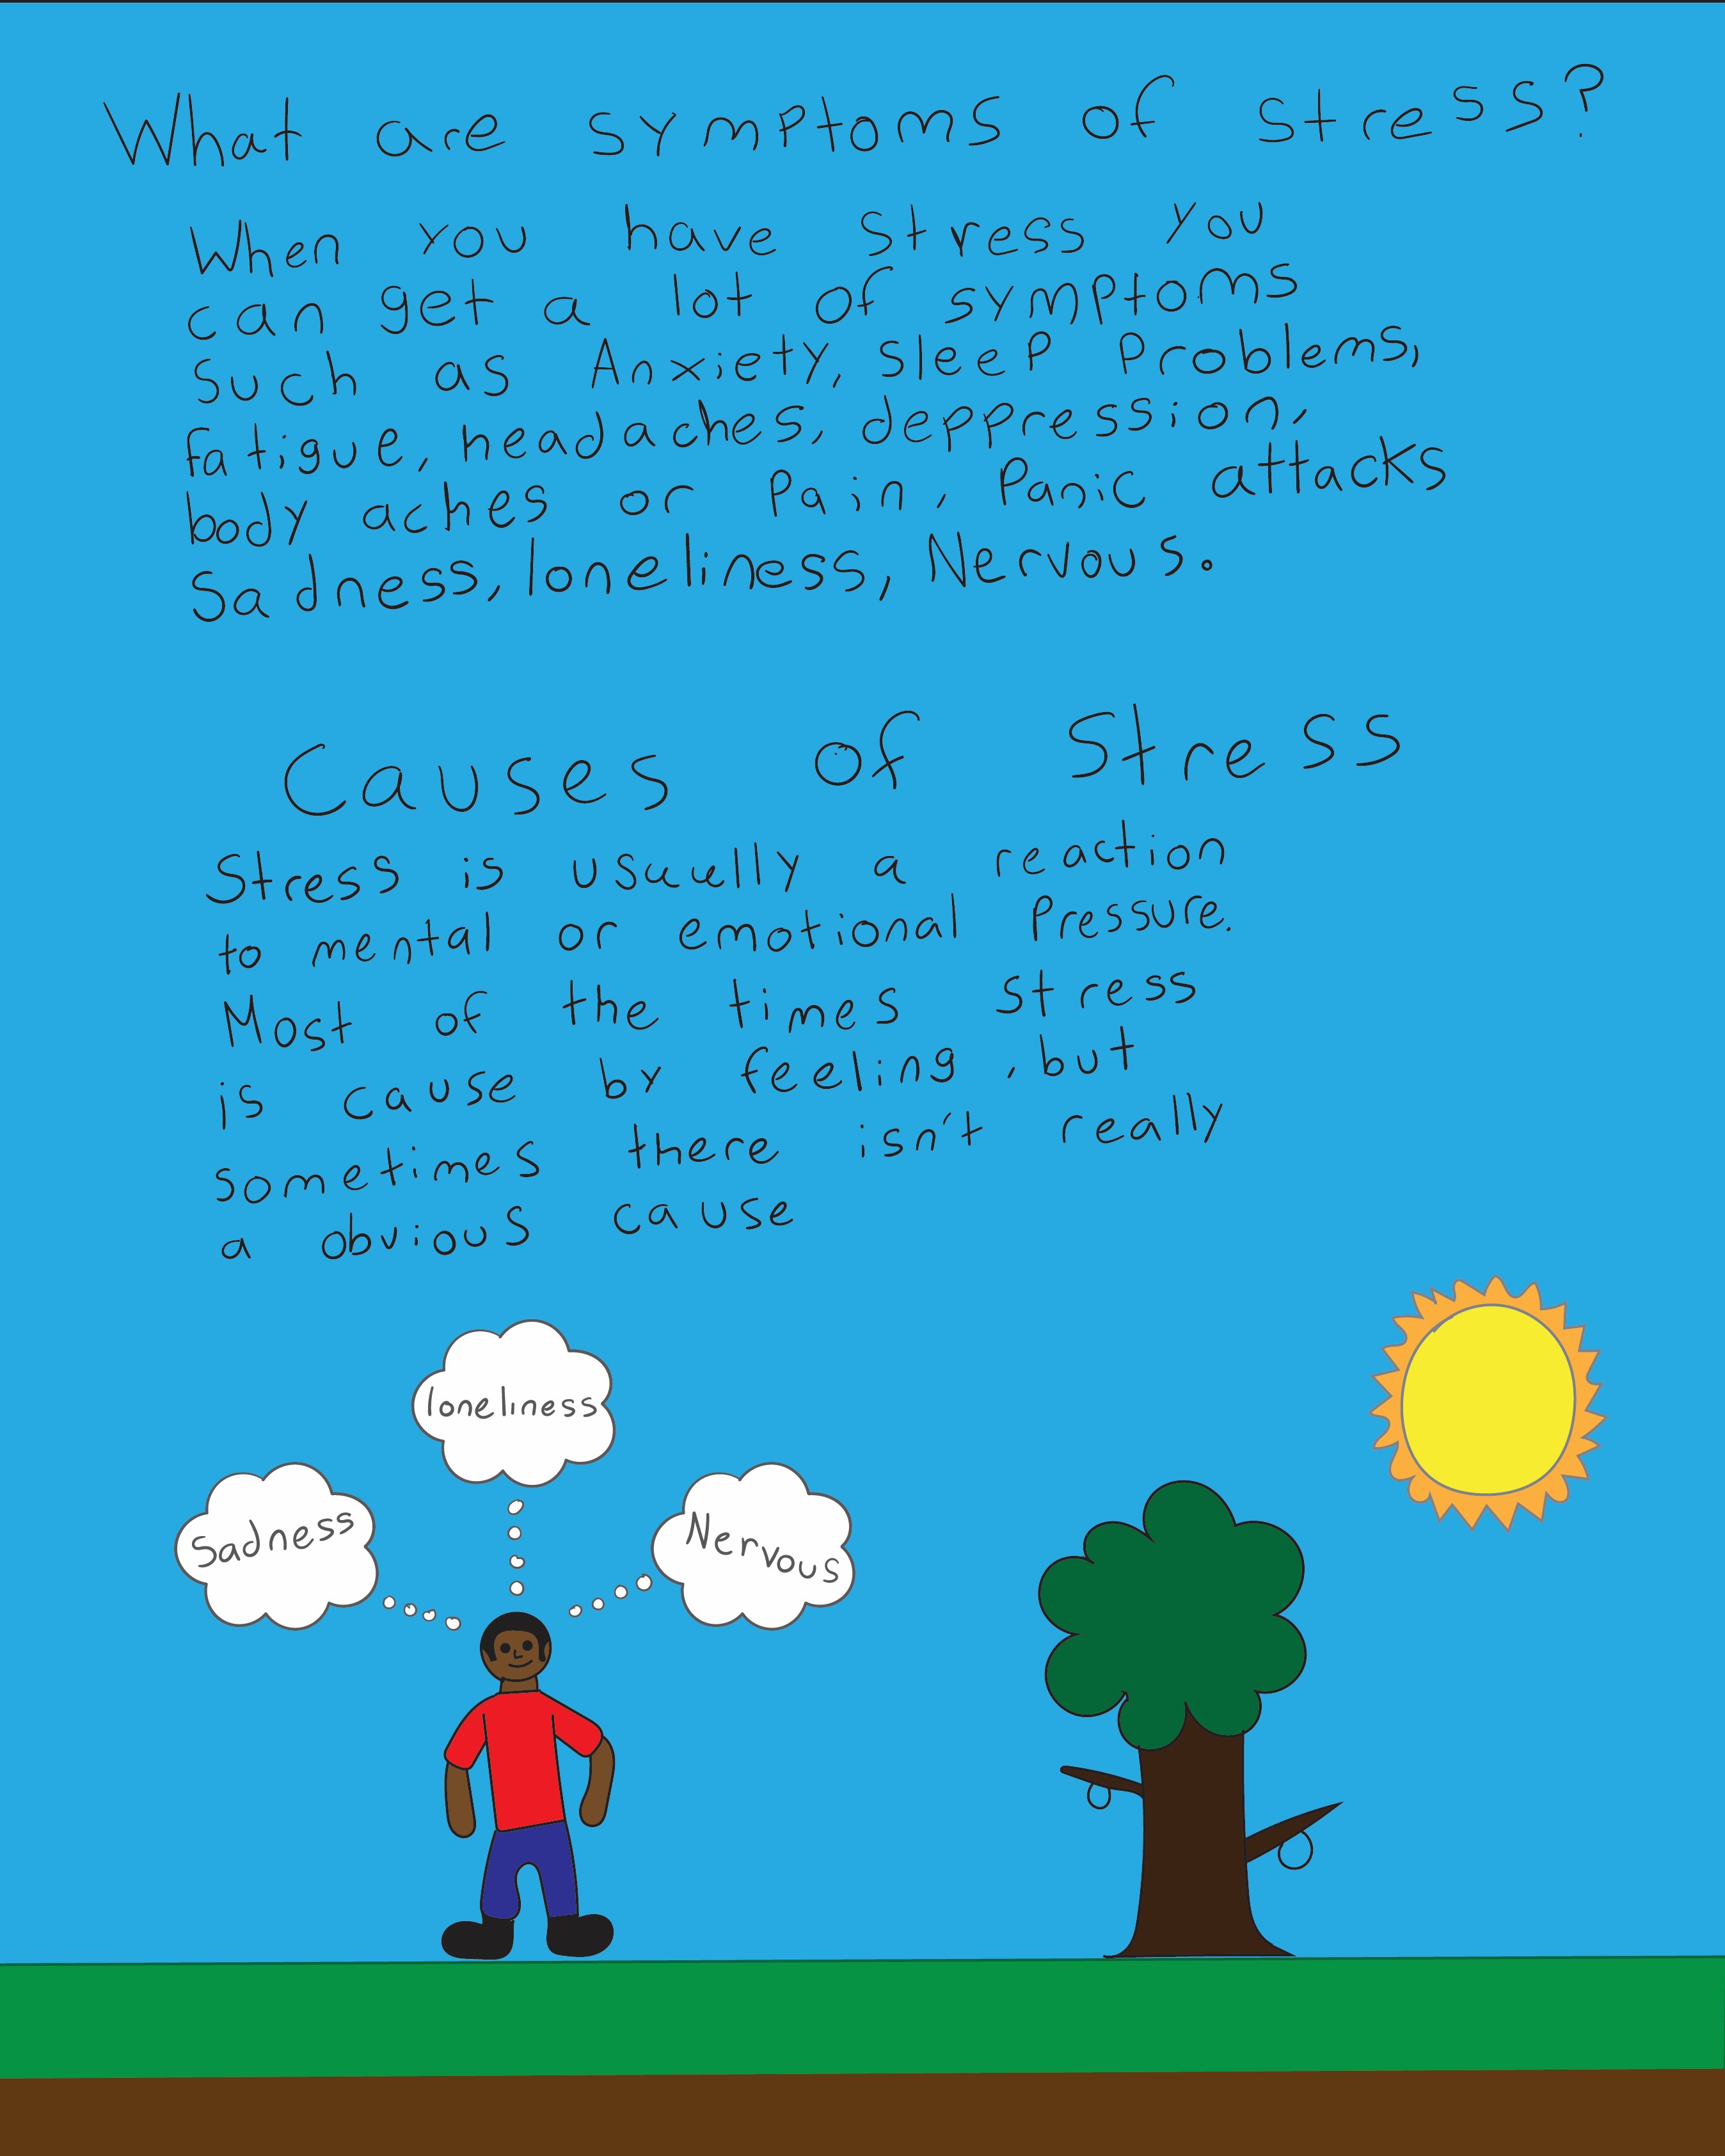 What are symptoms of stress?
When you have stress you
can get a lot of symptoms
such as Anxiety, sleep problems,
fatigue, headaches, deppression,
body aches or Pain, Panic attacks
Sadness, loneliness, Nervous.
Causes of Stress
Stress is usually a reaction
to mental or emotional Pressure.
Most of the times stress
is cause by feeling, but
sometimes there isn't really
a obvious cause
loneliness
Sadness
Nervous